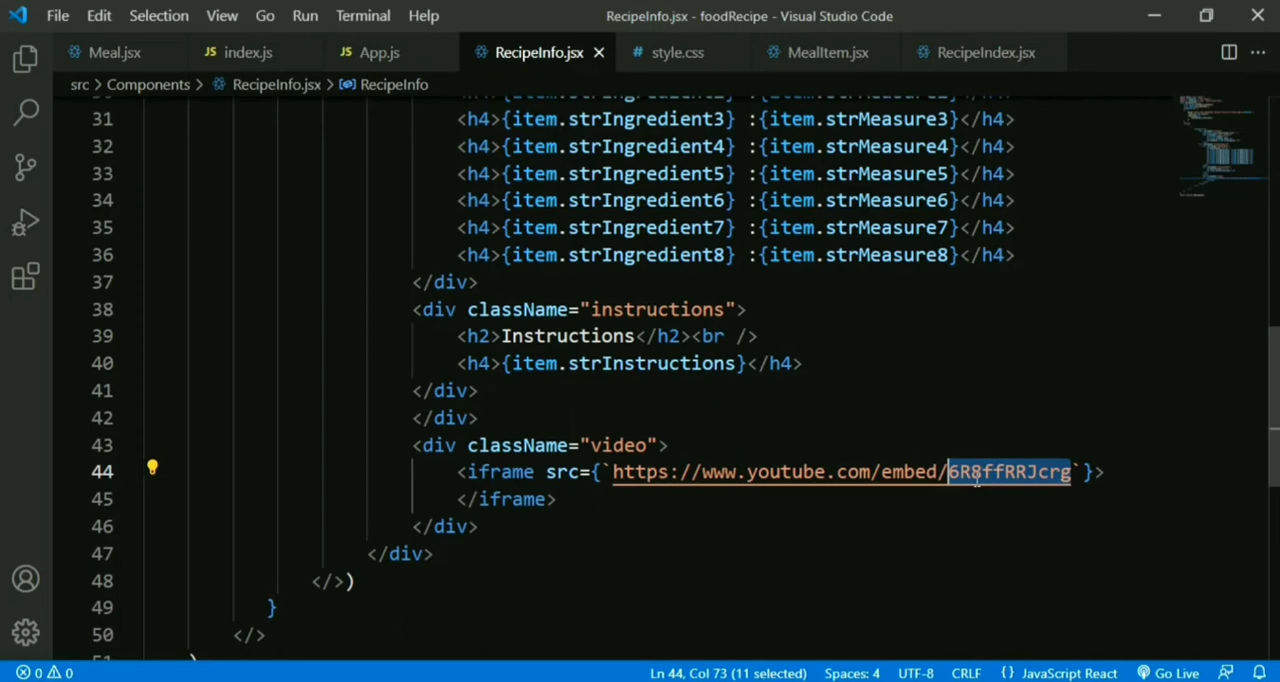 File Edit Selection View Go Run Terminal Help RecipeInfo.jsx - foodRecipe - Visual Studio Code
Meal.jsx JS index.js JS App.js RecipeInfo.jsx # style.css MealItem.jsx RecipeIndex.jsx
src > Components > RecipeInfo.jsx > RecipeInfo
31 <h4>{item.strIngredient3} :{item.strMeasure3}</h4>
32 <h4>{item.strIngredient4} :{item.strMeasure4}</h4>
33 <h4>{item.strIngredient5} :{item.strMeasure5}</h4>
34 <h4>{item.strIngredient6} :{item.strMeasure6}</h4>
35 <h4>{item.strIngredient7} :{item.strMeasure7}</h4>
36 <h4>{item.strIngredient8} :{item.strMeasure8}</h4>
37 </div>
38 <div className="instructions">
39 <h2>Instructions</h2><br />
40 <h4>{item.strInstructions}</h4>
41 </div>
42 </div>
43 <div className="video">
44 <iframe src={`https://www.youtube.com/embed/6R8ffRRJcrg`}>
45 </iframe>
46 </div>
47 </div>
48 </>)
49 }
50 </>
0 0 Ln 44, Col 73 (11 selected) Spaces: 4 UTF-8 CRLF {} JavaScript React Go Live